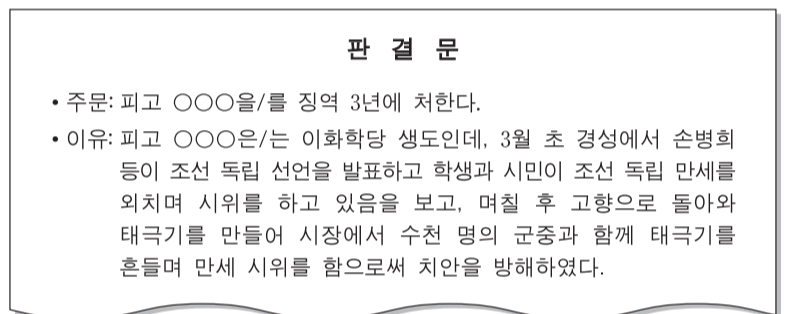 판 결 문
• 주문: 피고 ○○○을/를 징역 3년에 처한다.
• 이유: 피고 ○○○은/는 이화학당 생도인데, 3월 초 경성에서 손병희
등이 조선 독립 선언을 발표하고 학생과 시민이 조선 독립 만세를
외치며 시위를 하고 있음을 보고, 며칠 후 고향으로 돌아와
태극기를 만들어 시장에서 수천 명의 군중과 함께 태극기를
흔들며 만세 시위를 함으로써 치안을 방해하였다.